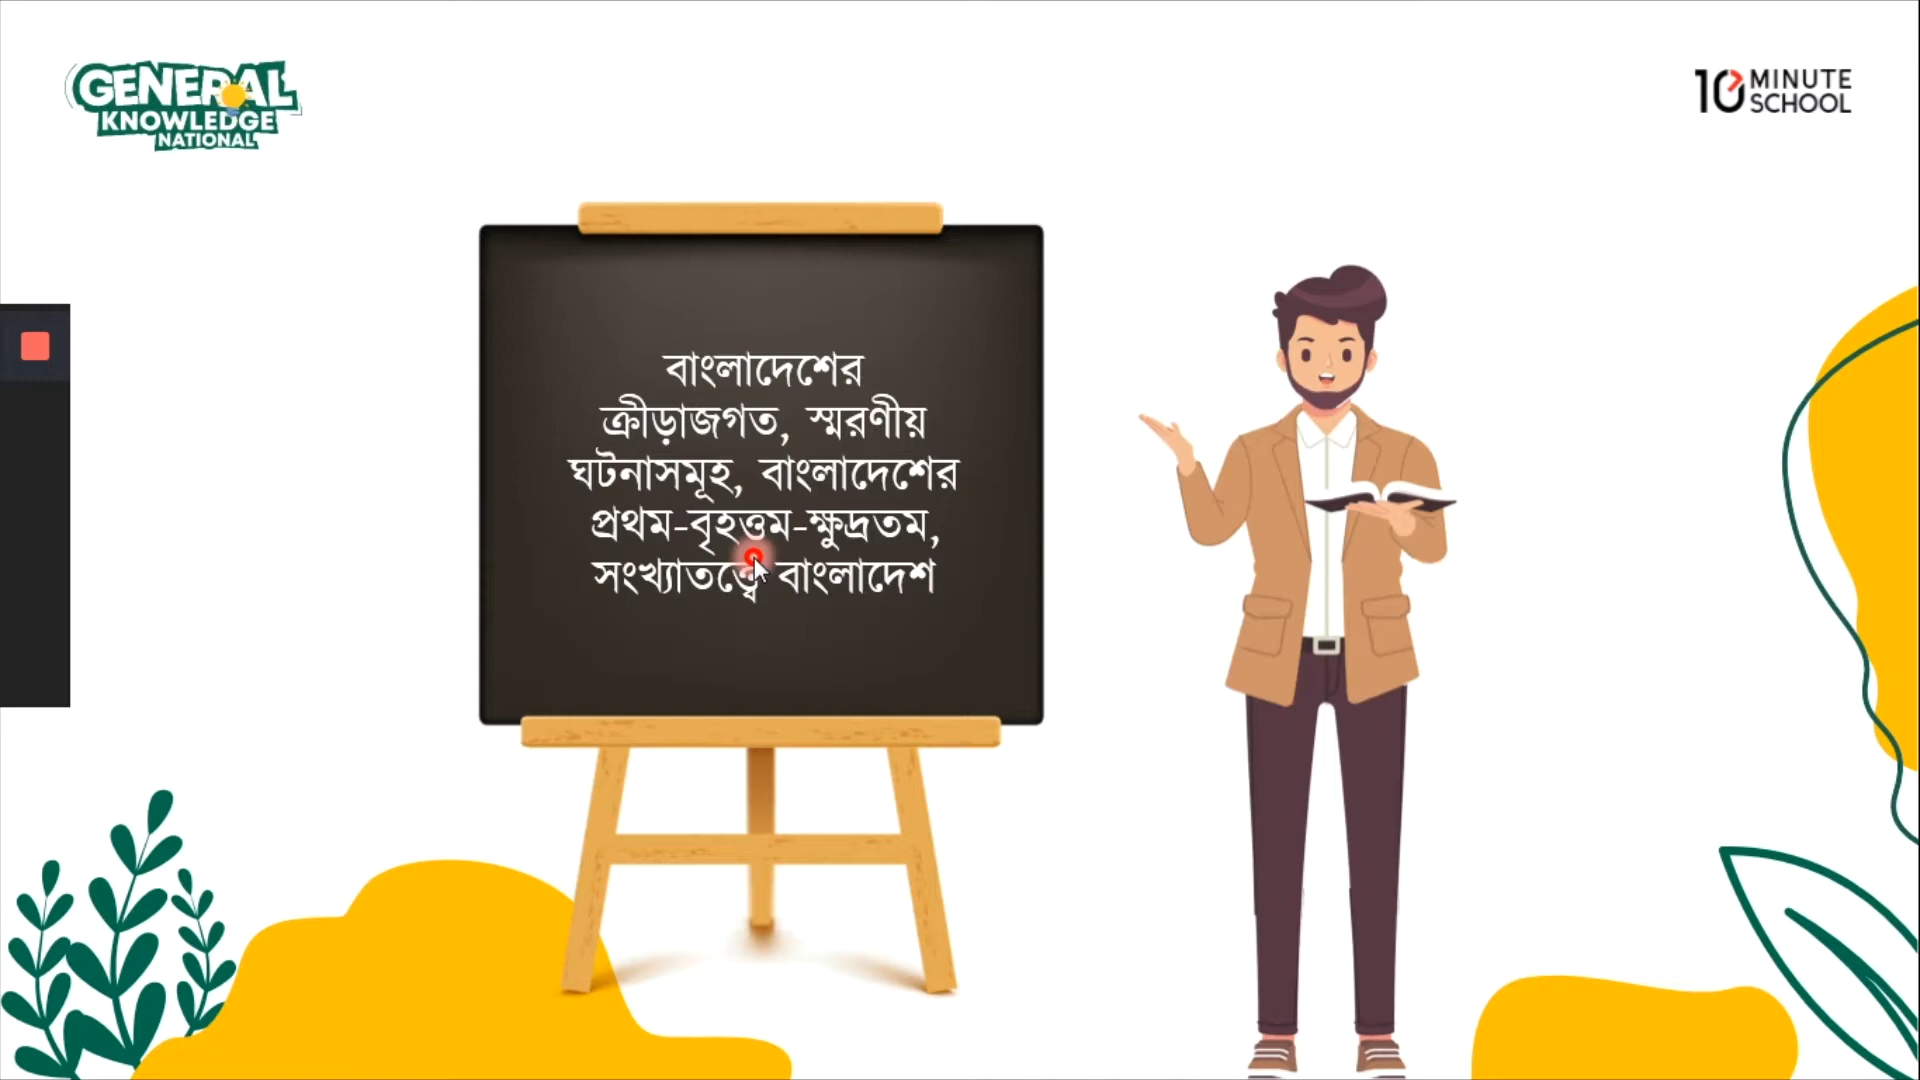 GENERAL
KNOWLEDGE
NATIONAL
10 MINUTE
SCHOOL
বাংলাদেশের
ক্রীড়াজগত, স্মরণীয়
ঘটনাসমূহ, বাংলাদেশের
প্রথম-বৃহত্তম-ক্ষুদ্রতম,
সংখ্যাতত্ত্বে বাংলাদেশ